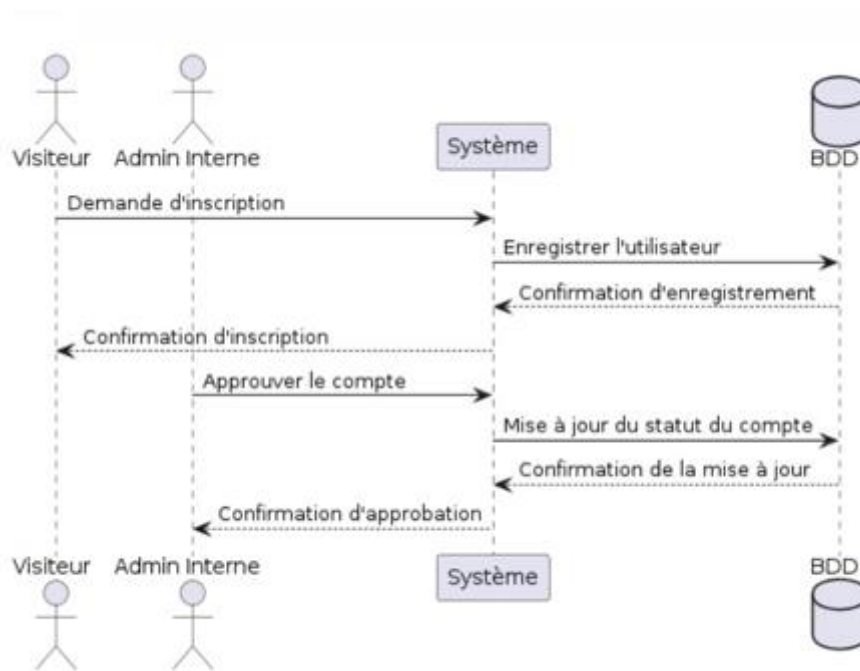 Visiteur Admin Interne Système BDD
Demande d'inscription
Enregistrer l'utilisateur
Confirmation d'enregistrement
Confirmation d'inscription
Approuver le compte
Mise à jour du statut du compte
Confirmation de la mise à jour
Confirmation d'approbation
Visiteur Admin Interne Système BDD